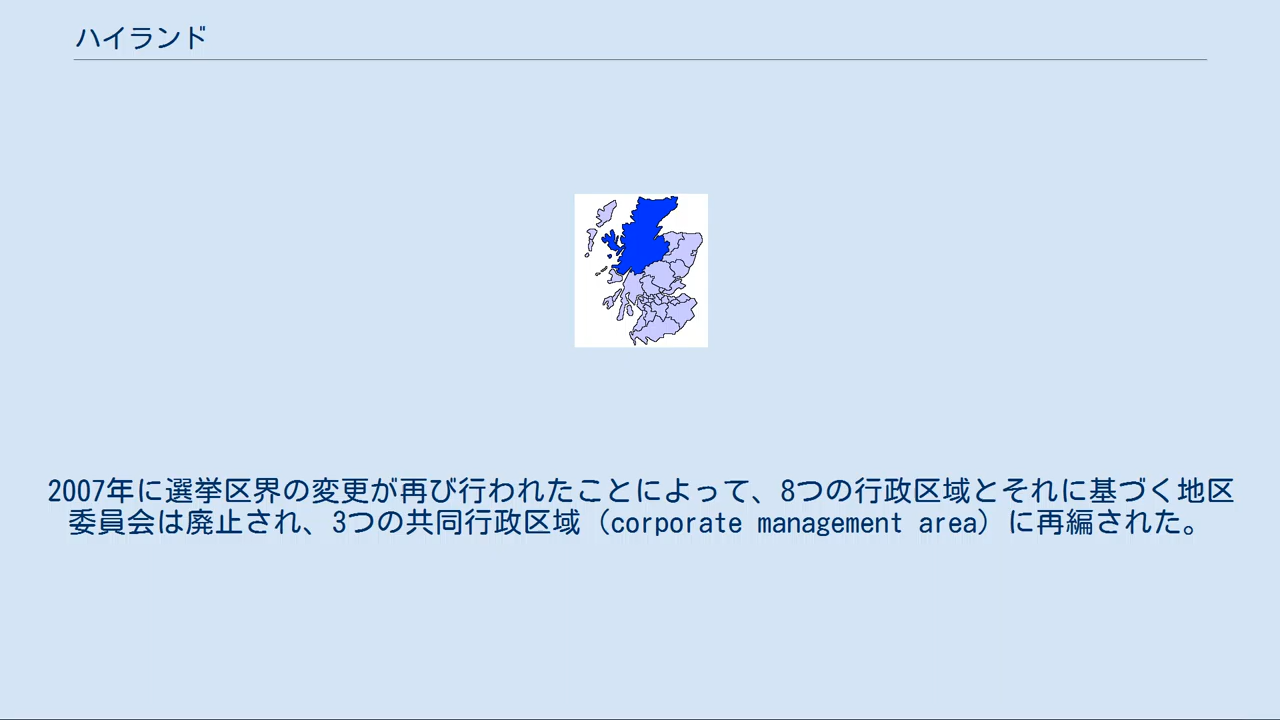 ハイランド
2007年に選挙区界の変更が再び行われたことによって、8つの行政区域とそれに基づく地区
委員会は廃止され、3つの共同行政区域（corporate management area）に再編された。